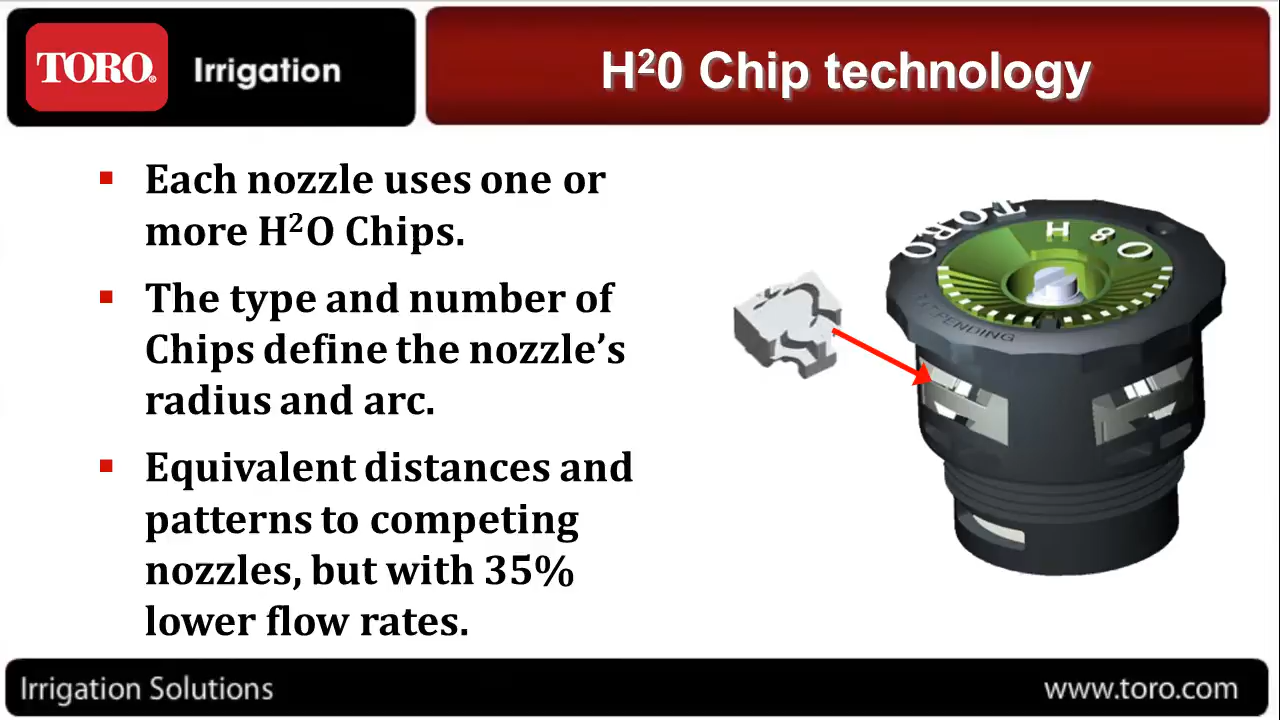 TORO®
Irrigation
H²0 Chip technology
Each nozzle uses one or
more H²O Chips.
The type and number of
Chips define the nozzle’s
radius and arc.
Equivalent distances and
patterns to competing
nozzles, but with 35%
lower flow rates.
TORO
H 8 O
PENDING
Irrigation Solutions
www.toro.com